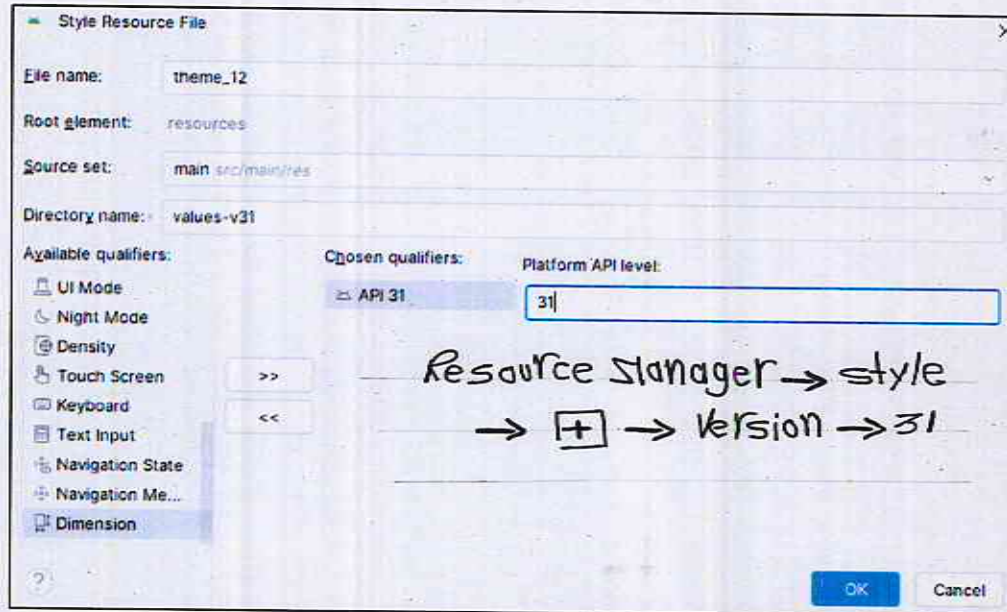 Style Resource File
File name: theme_12
Root element: resources
Source set: main src/main/res
Directory name: values-v31
Available qualifiers:
UI Mode
Night Mode
Density
Touch Screen
Keyboard
Text Input
Navigation State
Navigation Me...
Dimension
>>
<<
Chosen qualifiers:
API 31
Platform API level:
31
Resource Manager → style
→ + → Version → 31
?
OK Cancel